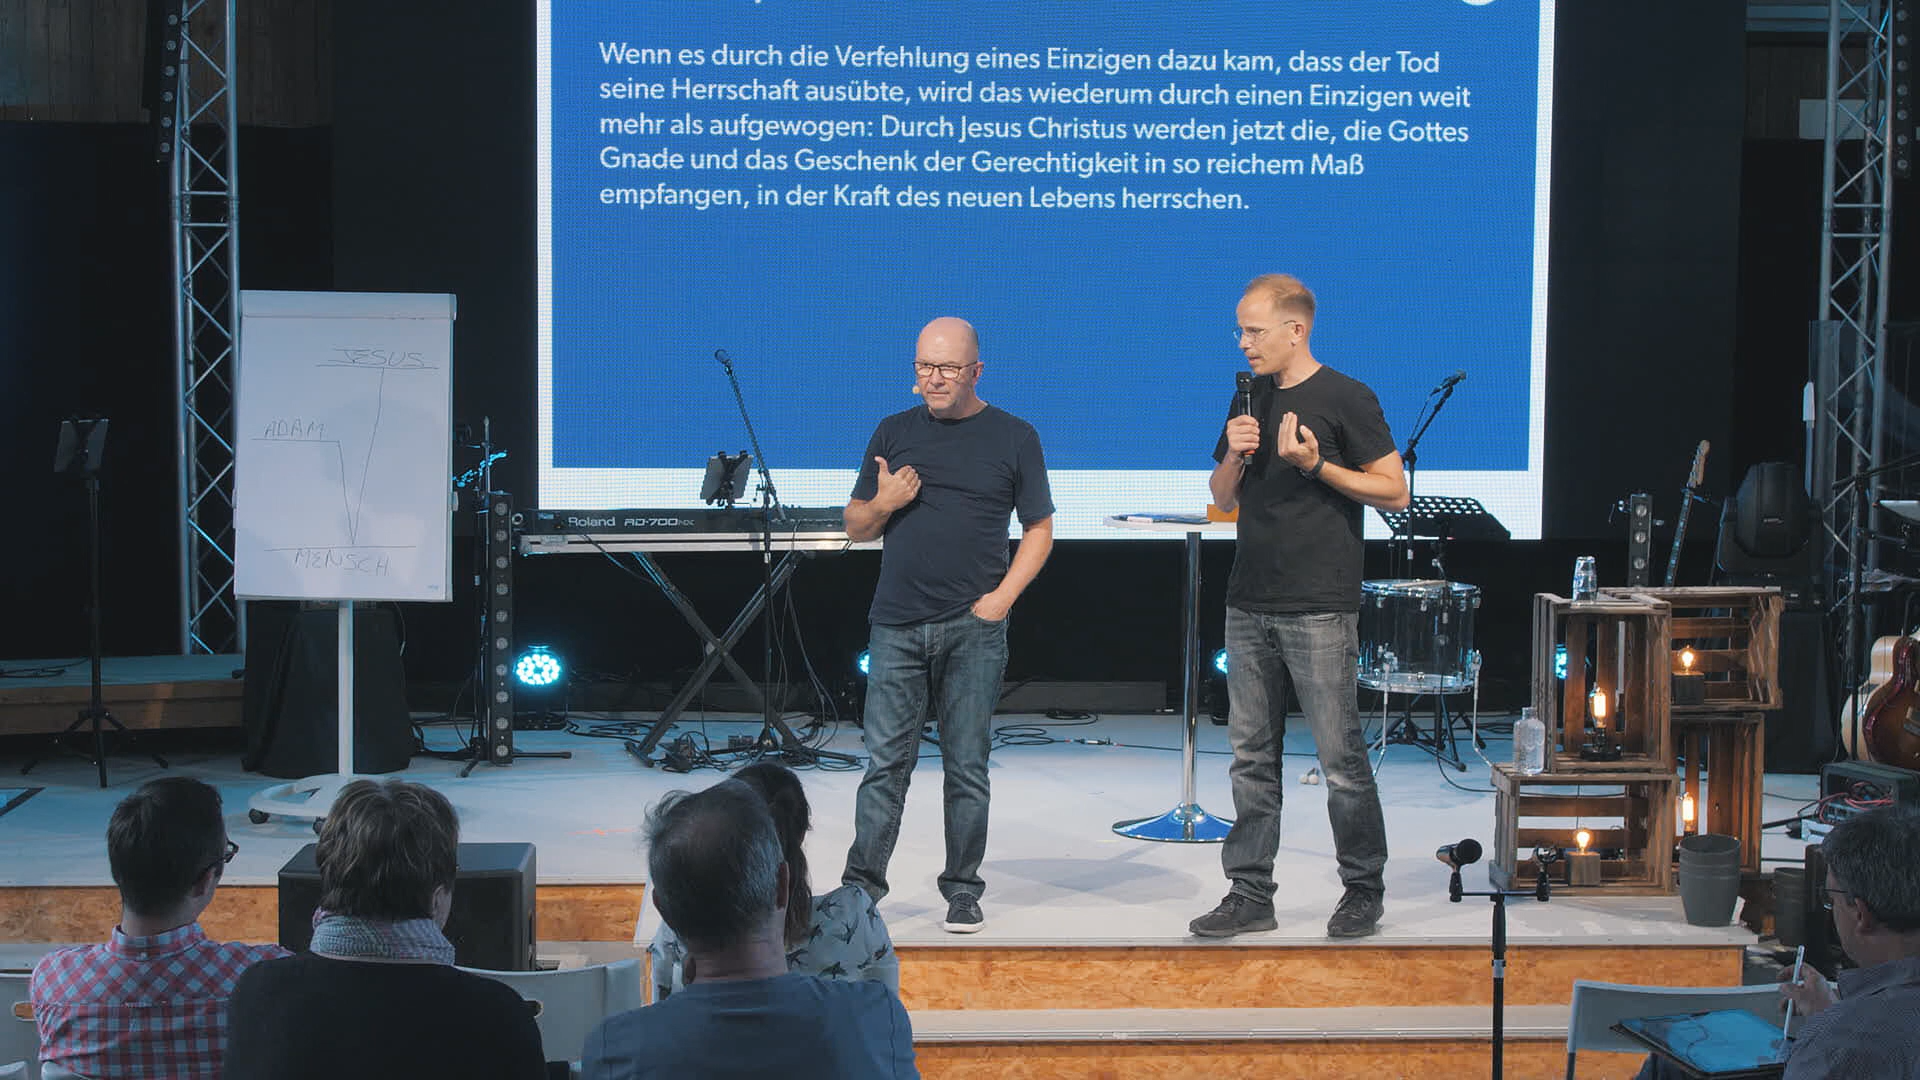 Wenn es durch die Verfehlung eines Einzigen dazu kam, dass der Tod
seine Herrschaft ausübte, wird das wiederum durch einen Einzigen weit
mehr als aufgewogen: Durch Jesus Christus werden jetzt die, die Gottes
Gnade und das Geschenk der Gerechtigkeit in so reichem Maß
empfangen, in der Kraft des neuen Lebens herrschen.
JESUS
ADAM
MENSCH
Roland RD-700NX